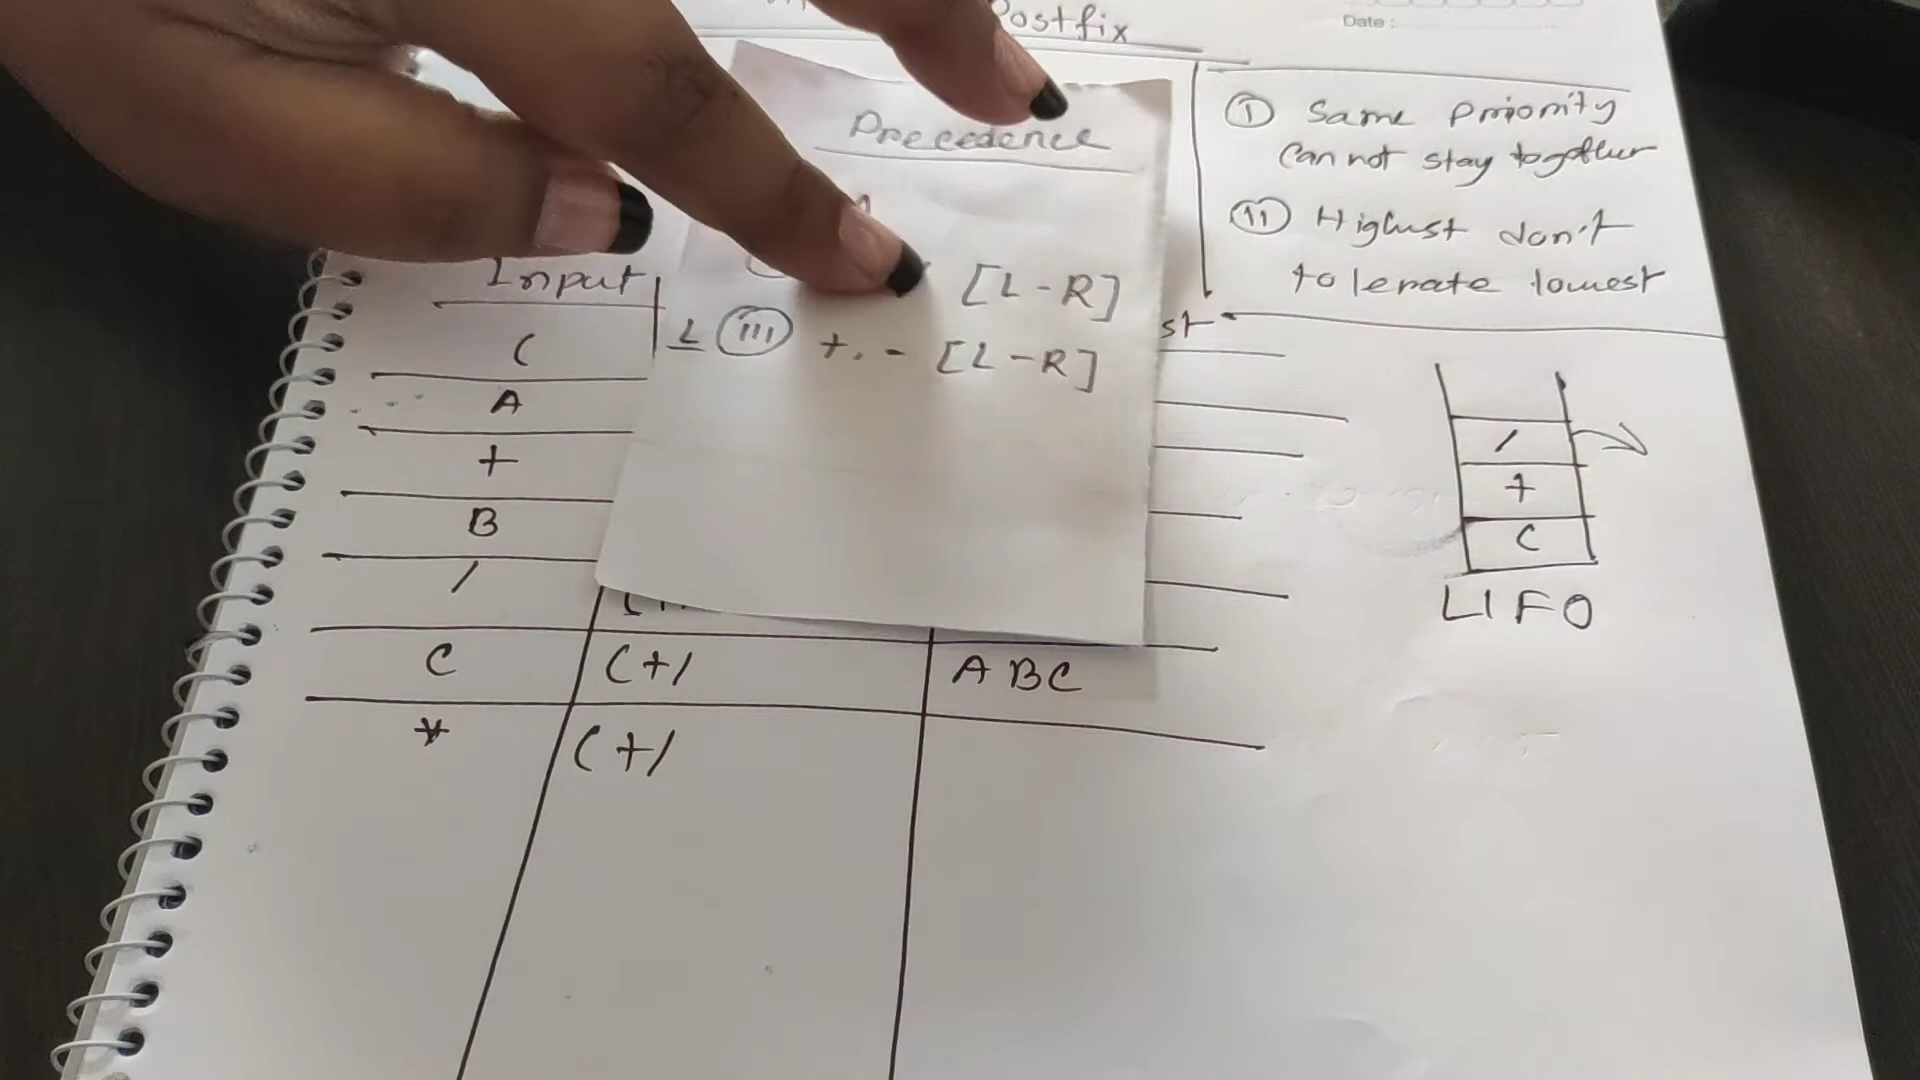 Postfix
Date :
Precedence
[L-R]
L (III) +. - [L-R]
(I) Same priority
Can not stay together
(II) Highest don't
tolerate lowest
Input
(
A
+
B
/
C (+/ ABC
* (+/
/
+
(
LIFO